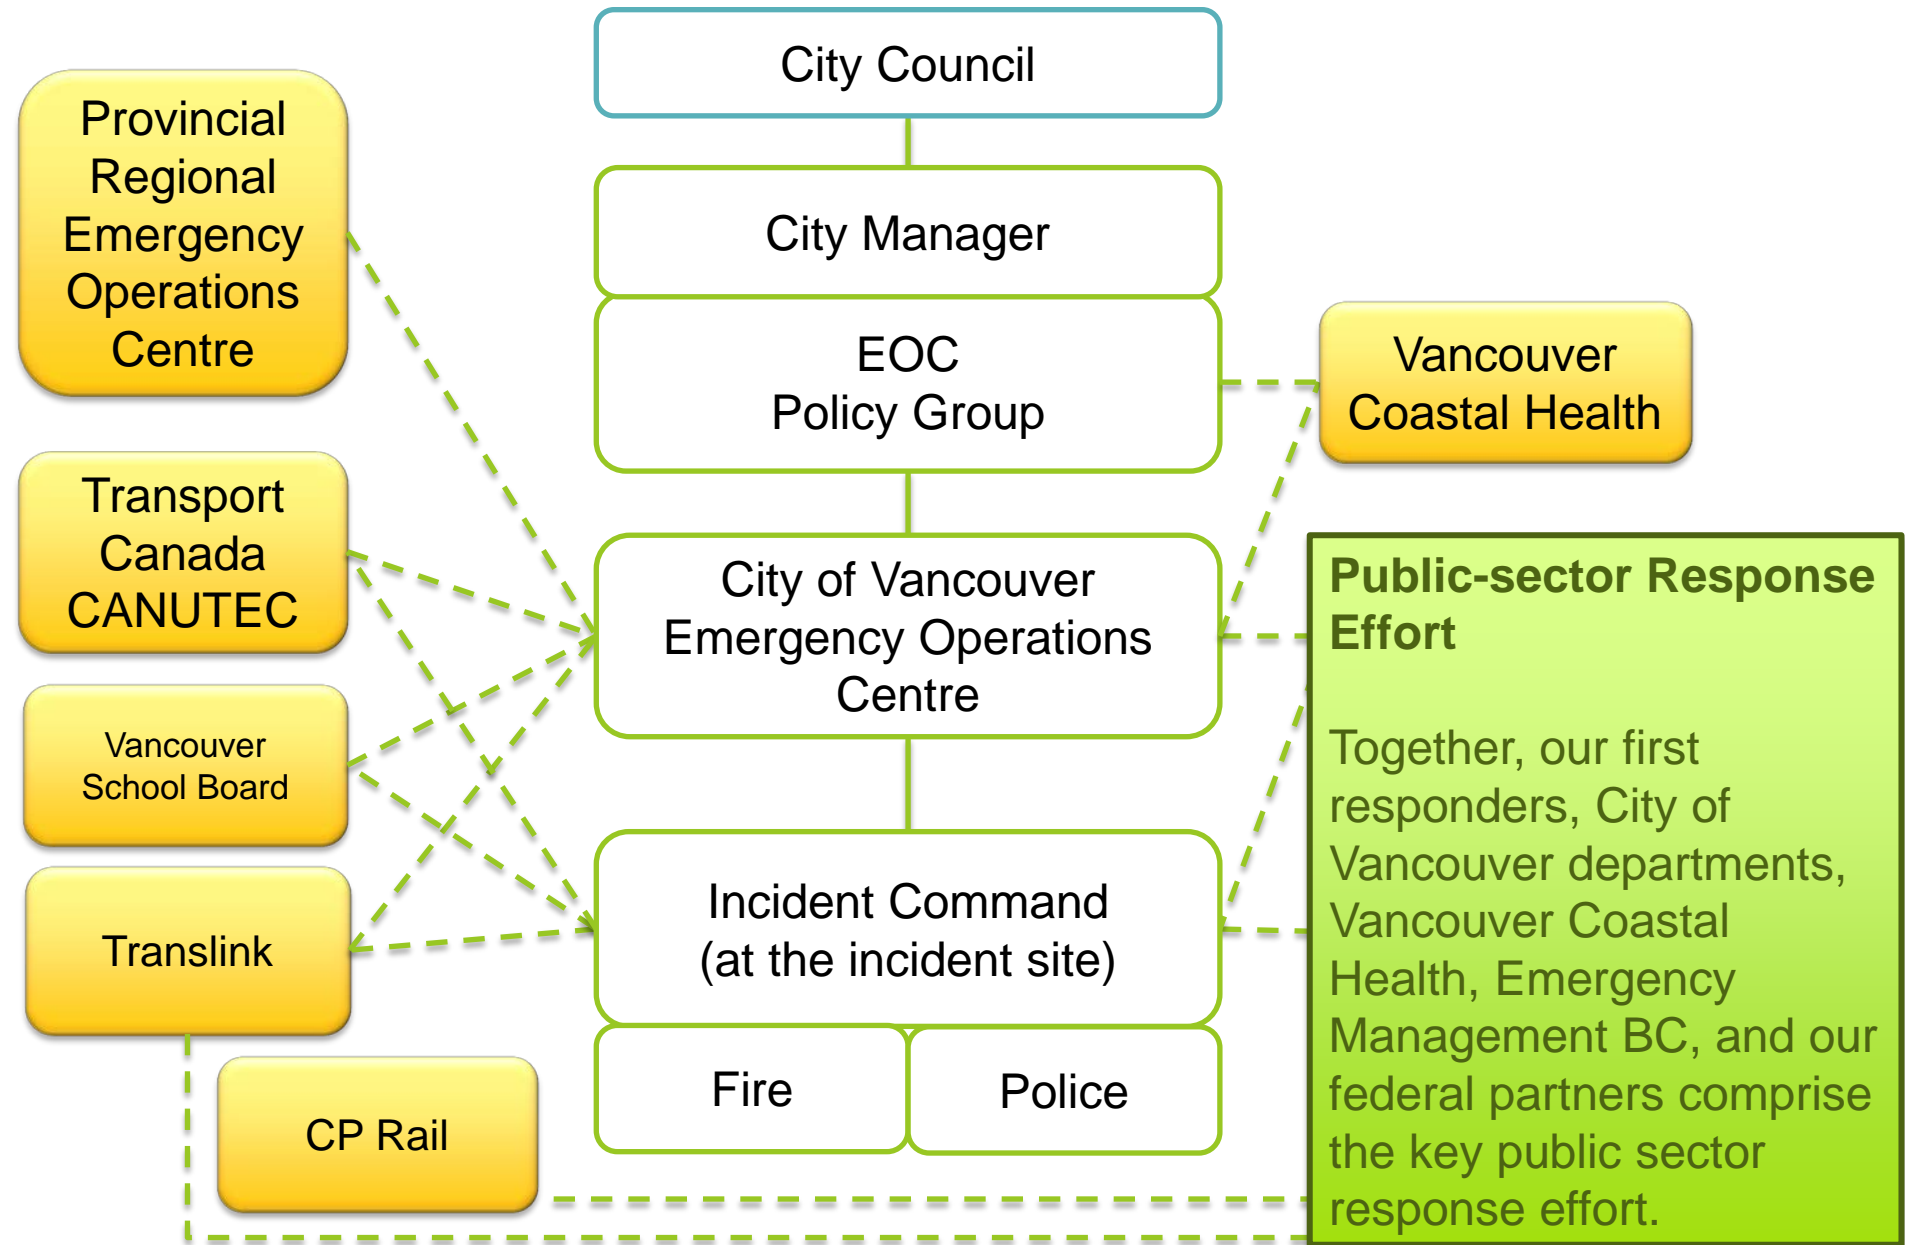 City Council
Provincial
Regional
Emergency
Operations
Centre
City Manager
EOC
Policy Group
Vancouver
Coastal Health
Transport
Canada
CANUTEC
City of Vancouver
Emergency Operations
Centre
Public-sector Response
Effort
Together, our first
responders, City of
Vancouver departments,
Vancouver Coastal
Health, Emergency
Management BC, and our
federal partners comprise
the key public sector
response effort.
Vancouver
School Board
Translink
Incident Command
(at the incident site)
Fire
Police
CP Rail